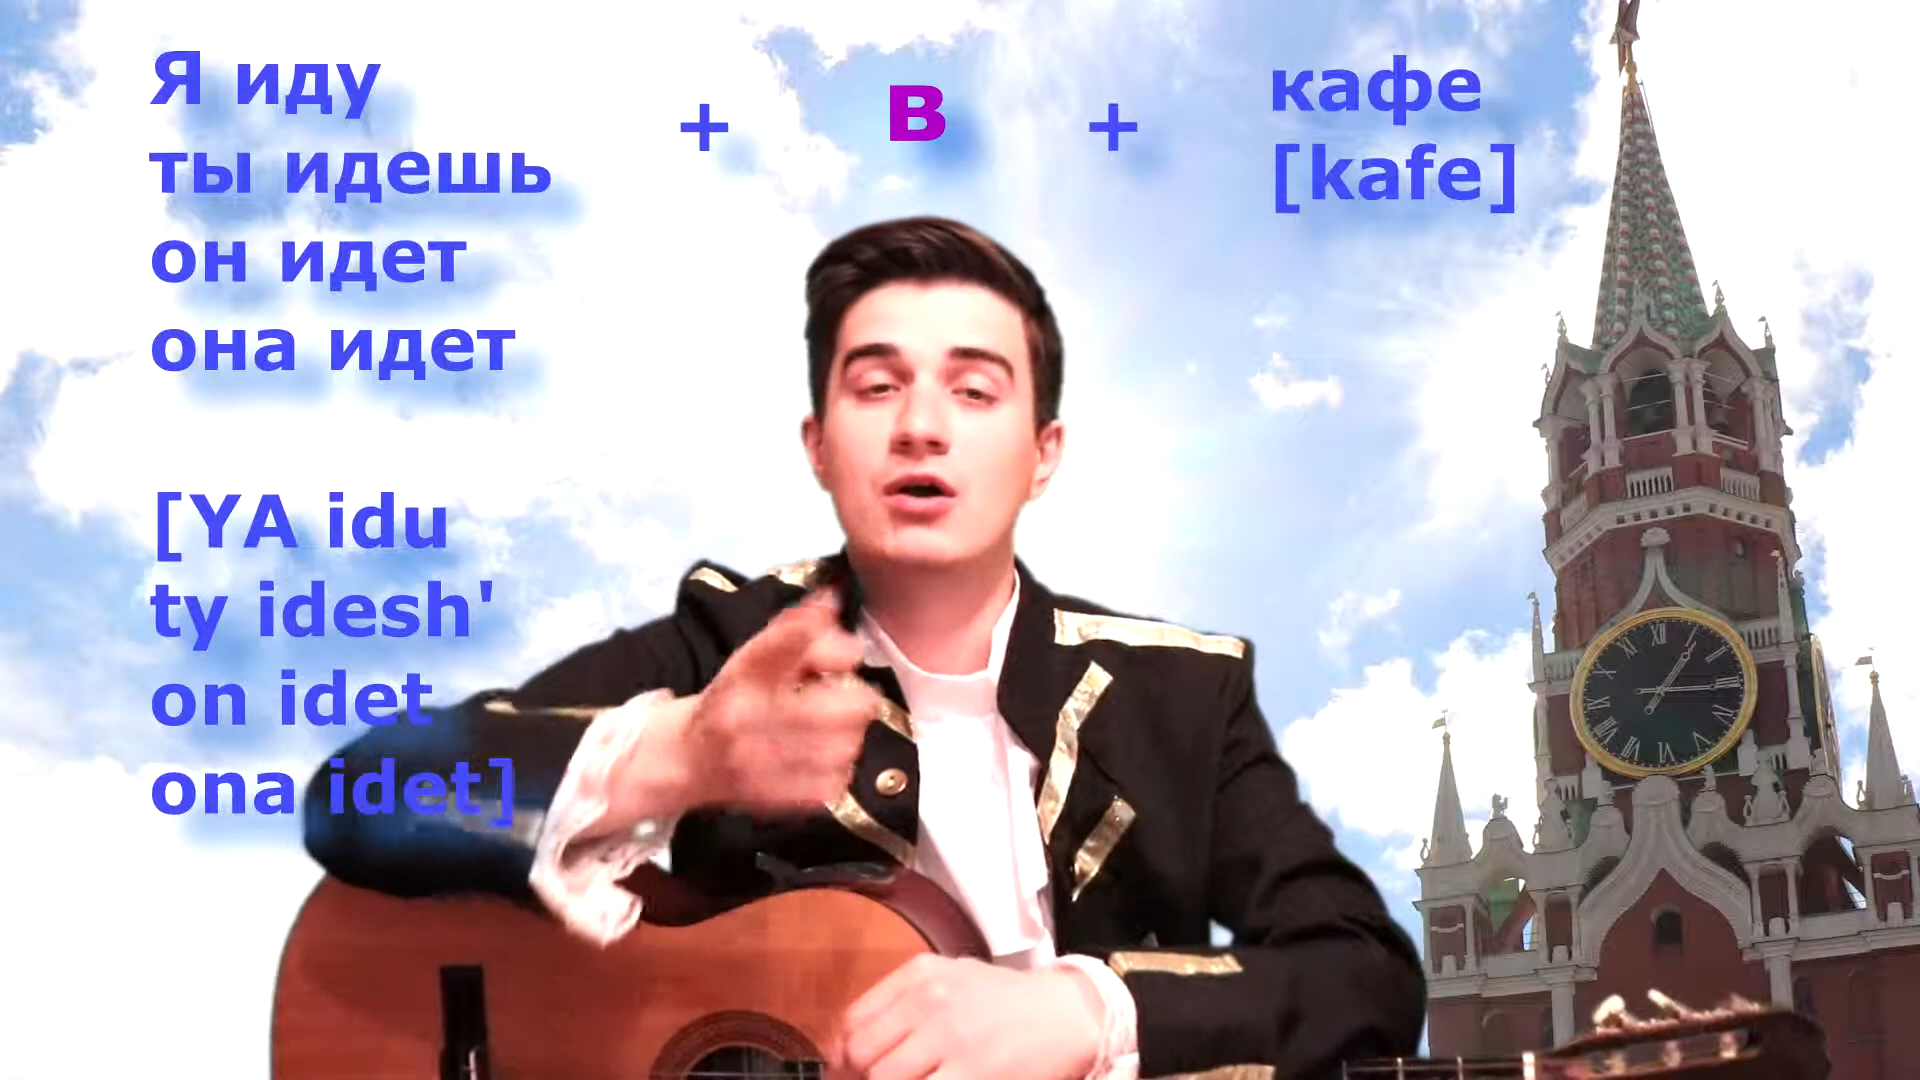 Я иду
ты идешь
он идет
она идет
[YA idu
ty idesh'
on idet
ona idet]
+
в
+
кафе
[kafe]